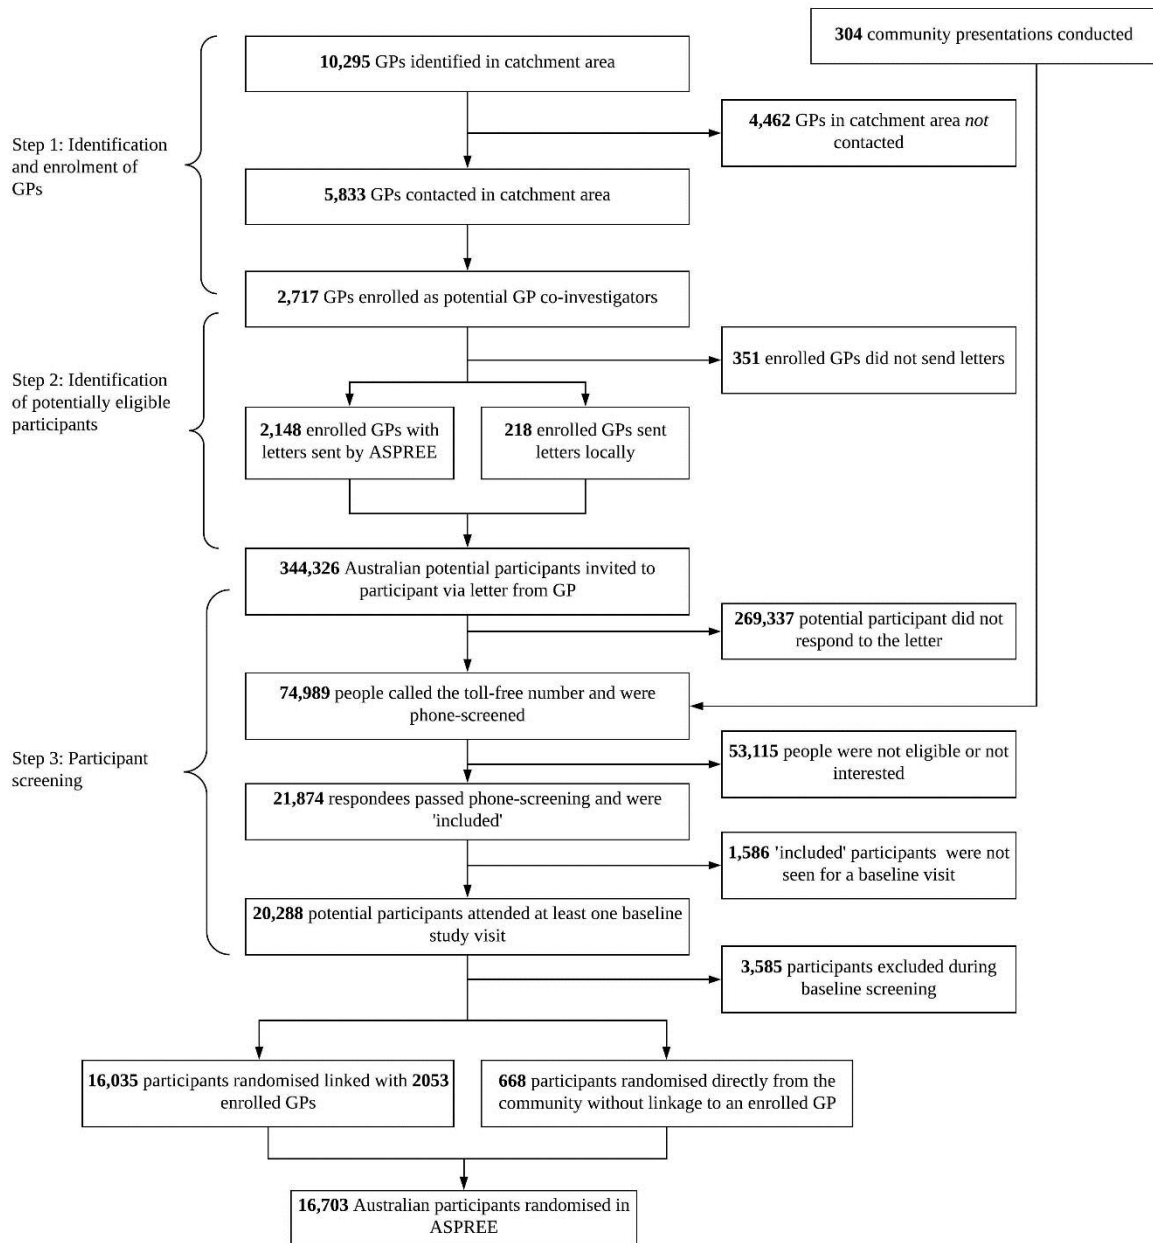 304 community presentations conducted
10,295 GPs identified in catchment area
4,462 GPs in catchment area not
contacted
Step 1: Identification
and enrolment of
GPs
5,833 GPs contacted in catchment area
2,717 GPs enrolled as potential GP co-investigators
351 enrolled GPs did not send letters
Step 2: Identification
of potentially eligible
participants
2,148 enrolled GPs with
letters sent by ASPREE
218 enrolled GPs sent
letters locally
344,326 Australian potential participants invited to
participant via letter from GP
269,337 potential participant did not
respond to the letter
74,989 people called the toll-free number and were
phone-screened
Step 3: Participant
screening
53,115 people were not eligible or not
interested
21,874 respondees passed phone-screening and were
'included'
1,586 'included' participants were not
seen for a baseline visit
20,288 potential participants attended at least one baseline
study visit
3,585 participants excluded during
baseline screening
16,035 participants randomised linked with 2053
enrolled GPs
668 participants randomised directly from the
community without linkage to an enrolled GP
16,703 Australian participants randomised in
ASPREE